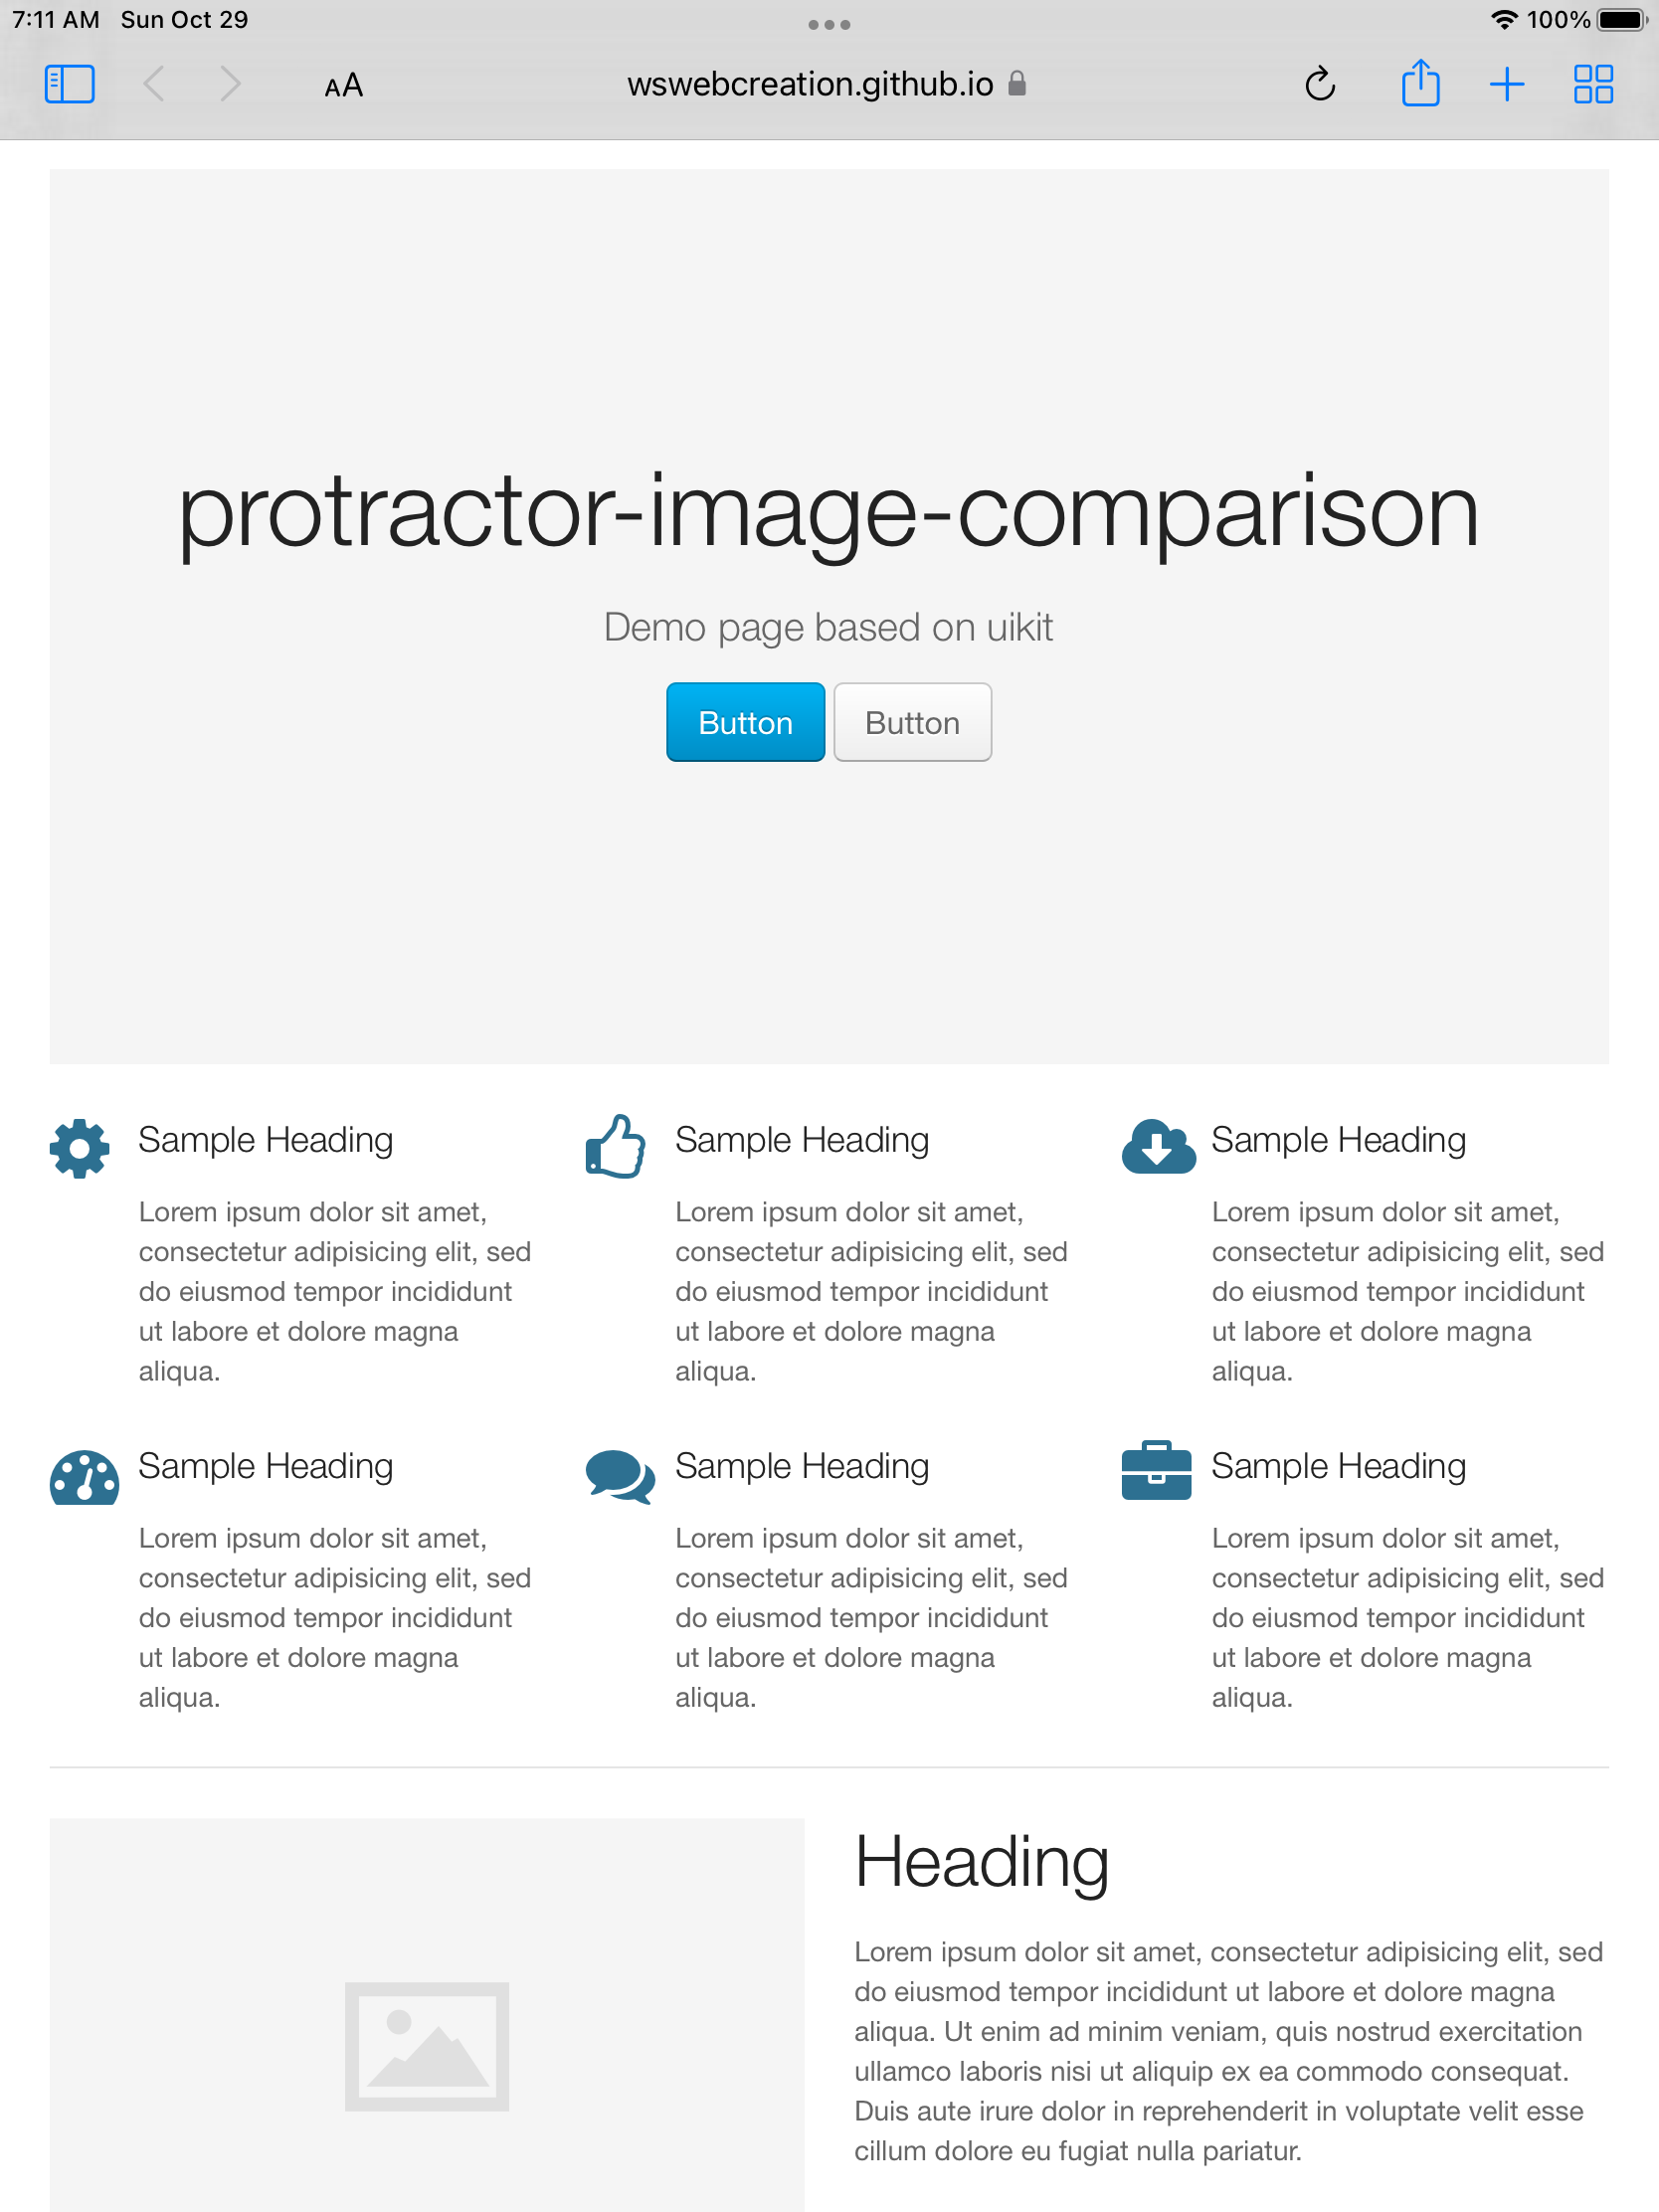 7:11 AM Sun Oct 29
100%
AA
wswebcreation.github.io
protractor-image-comparison
Demo page based on uikit
Button Button
Sample Heading
Lorem ipsum dolor sit amet,
consectetur adipisicing elit, sed
do eiusmod tempor incididunt
ut labore et dolore magna
aliqua.
Sample Heading
Lorem ipsum dolor sit amet,
consectetur adipisicing elit, sed
do eiusmod tempor incididunt
ut labore et dolore magna
aliqua.
Sample Heading
Lorem ipsum dolor sit amet,
consectetur adipisicing elit, sed
do eiusmod tempor incididunt
ut labore et dolore magna
aliqua.
Sample Heading
Lorem ipsum dolor sit amet,
consectetur adipisicing elit, sed
do eiusmod tempor incididunt
ut labore et dolore magna
aliqua.
Sample Heading
Lorem ipsum dolor sit amet,
consectetur adipisicing elit, sed
do eiusmod tempor incididunt
ut labore et dolore magna
aliqua.
Sample Heading
Lorem ipsum dolor sit amet,
consectetur adipisicing elit, sed
do eiusmod tempor incididunt
ut labore et dolore magna
aliqua.
Heading
Lorem ipsum dolor sit amet, consectetur adipisicing elit, sed
do eiusmod tempor incididunt ut labore et dolore magna
aliqua. Ut enim ad minim veniam, quis nostrud exercitation
ullamco laboris nisi ut aliquip ex ea commodo consequat.
Duis aute irure dolor in reprehenderit in voluptate velit esse
cillum dolore eu fugiat nulla pariatur.